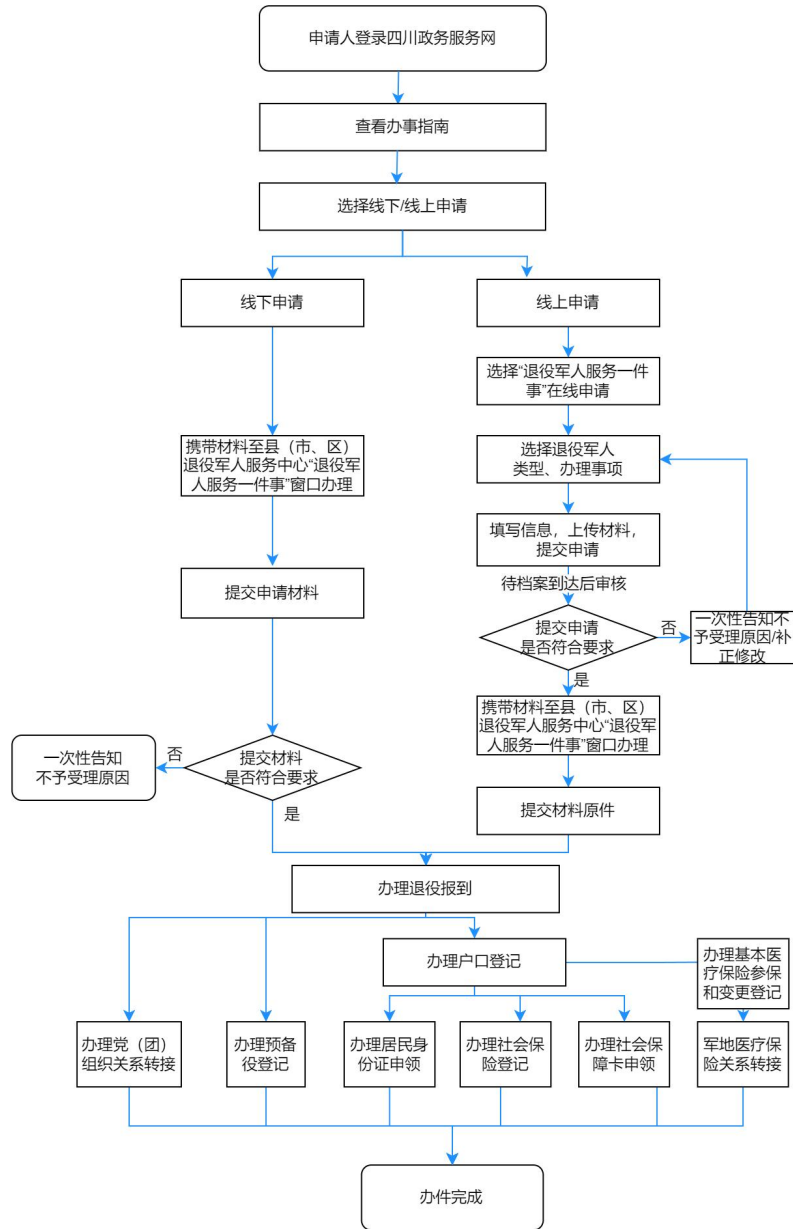 申请人登录四川政务服务网
查看办事指南
选择线下/线上申请
线下申请
线上申请
选择“退役军人服务一件
事”在线申请
携带材料至县（市、区）
退役军人服务中心“退役军
人服务一件事”窗口办理
选择退役军人
类型、办理事项
填写信息，上传材料，
提交申请
待档案到达后审核
提交申请材料
提交申请
是否符合要求
否
一次性告知不
予受理原因/补
正修改
是
携带材料至县（市、区）
退役军人服务中心“退役军
人服务一件事”窗口办理
一次性告知
不予受理原因
否
提交材料
是否符合要求
是
提交材料原件
办理退役报到
办理户口登记
办理基本医
疗保险参保
和变更登记
办理党（团）
组织关系转接
办理预备
役登记
办理居民身
份证申领
办理社会保
险登记
办理社会保
障卡申领
军地医疗保
险关系转接
办件完成